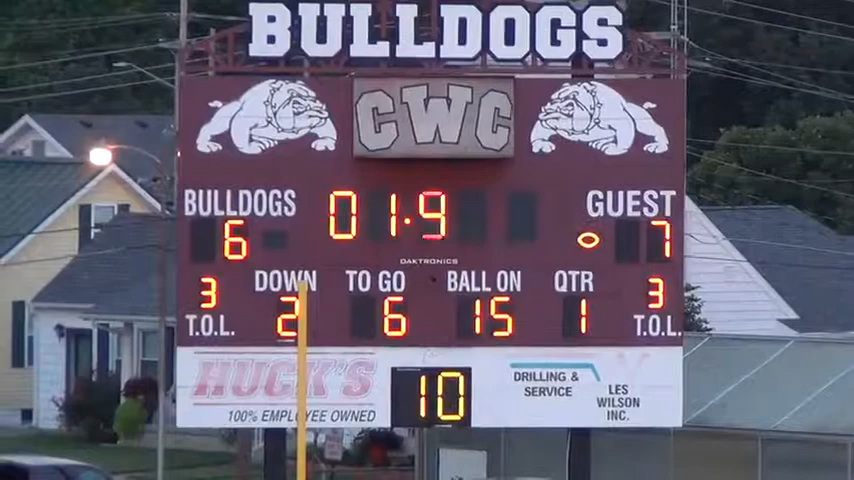 BULLDOGS
CWC
BULLDOGS 01.9 GUEST
6 7
DAKTRONICS
3 DOWN TO GO BALL ON QTR 3
T.O.L. 2 6 15 1 T.O.L.
HUCK'S
100% EMPLOYEE OWNED
10
DRILLING &
SERVICE
LES
WILSON
INC.